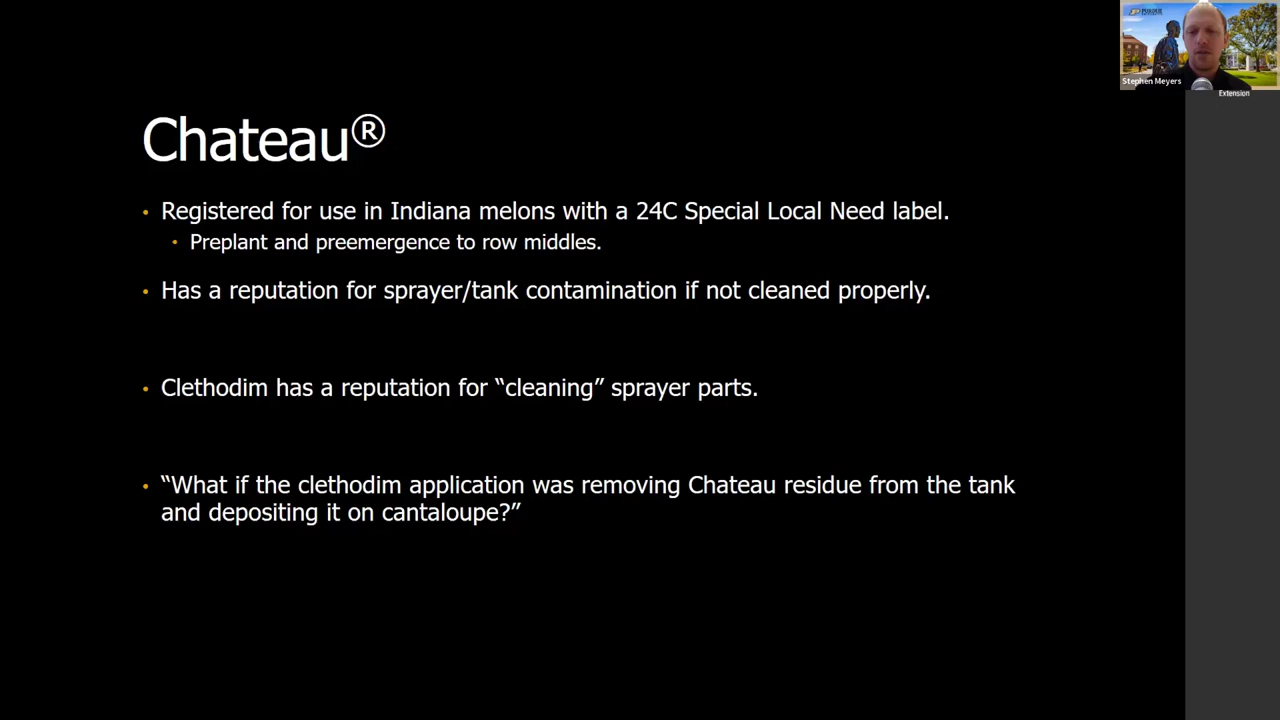 PURDUE
Stephen Meyers
Extension
Chateau®
• Registered for use in Indiana melons with a 24C Special Local Need label.
• Preplant and preemergence to row middles.
• Has a reputation for sprayer/tank contamination if not cleaned properly.
• Clethodim has a reputation for “cleaning” sprayer parts.
• “What if the clethodim application was removing Chateau residue from the tank
and depositing it on cantaloupe?”